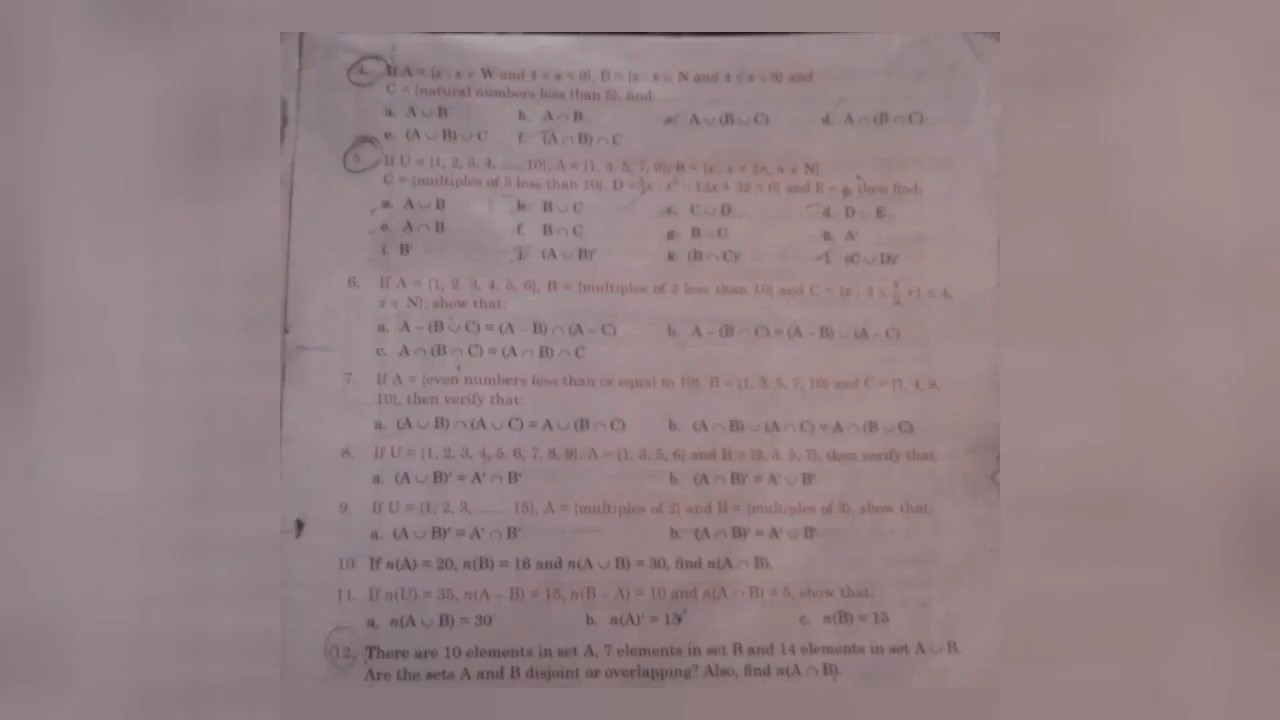 4. If A = {x : x ∈ W and 4 < x < 9}, B = {x : x ∈ N and 4 ≤ x ≤ 8} and
C = {natural numbers less than 5}, find:
a. A ∪ B b. A ∩ B c. A ∪ (B ∪ C) d. A ∩ (B ∩ C)
e. (A ∪ B) ∪ C f. (A ∩ B) ∩ C
5. If U = {1, 2, 3, 4, ...... 10}, A = {1, 3, 5, 7, 9}, B = {x : x = 2n, n ∈ N},
C = {multiples of 3 less than 10}, D = {x : x² – 12x + 32 = 0} and E = φ, then find:
a. A ∪ B b. B ∪ C c. C ∪ D d. D ∪ E
e. A ∩ B f. B ∩ C g. B – C h. A'
i. B' j. (A ∪ B)' k. (B ∩ C)' l. (C ∪ D)'
6. If A = {1, 2, 3, 4, 5, 6}, B = {multiples of 2 less than 10} and C =
x ∈ N}, show that:
a. A – (B ∪ C) = (A – B) ∩ (A – C) b. A – (B ∩ C) = (A – B) ∪ (A – C)
c. A ∩ (B ∩ C) = (A ∩ B) ∩ C
7. If A = {even numbers less than or equal to 10}, B = {1, 3, 5, 7, 10} and C = {1, 4, 8,
10}, then verify that:
a. (A ∪ B) ∩ (A ∪ C) = A ∪ (B ∩ C) b. (A ∩ B) ∪ (A ∩ C) = A ∩ (B ∪ C)
8. If U = {1, 2, 3, 4, 5, 6, 7, 8, 9}, A = {1, 3, 5, 6} and B = {2, 3, 5, 7}, then verify that:
a. (A ∪ B)' = A' ∩ B' b. (A ∩ B)' = A' ∪ B'
9. If U = {1, 2, 3, ...... 15}, A = {multiples of 2} and B = {multiples of 3}, show that:
a. (A ∪ B)' = A' ∩ B' b. (A ∩ B)' = A' ∪ B'
10. If n(A) = 20, n(B) = 16 and n(A ∪ B) = 30, find n(A ∩ B).
11. If n(U) = 35, n(A – B) = 15, n(B – A) = 10 and n(A ∩ B) = 5, show that:
a. n(A ∪ B) = 30 b. n(A)' = 15 c. n(B) = 15
12. There are 10 elements in set A, 7 elements in set B and 14 elements in set A ∪ B.
Are the sets A and B disjoint or overlapping? Also, find n(A ∩ B).